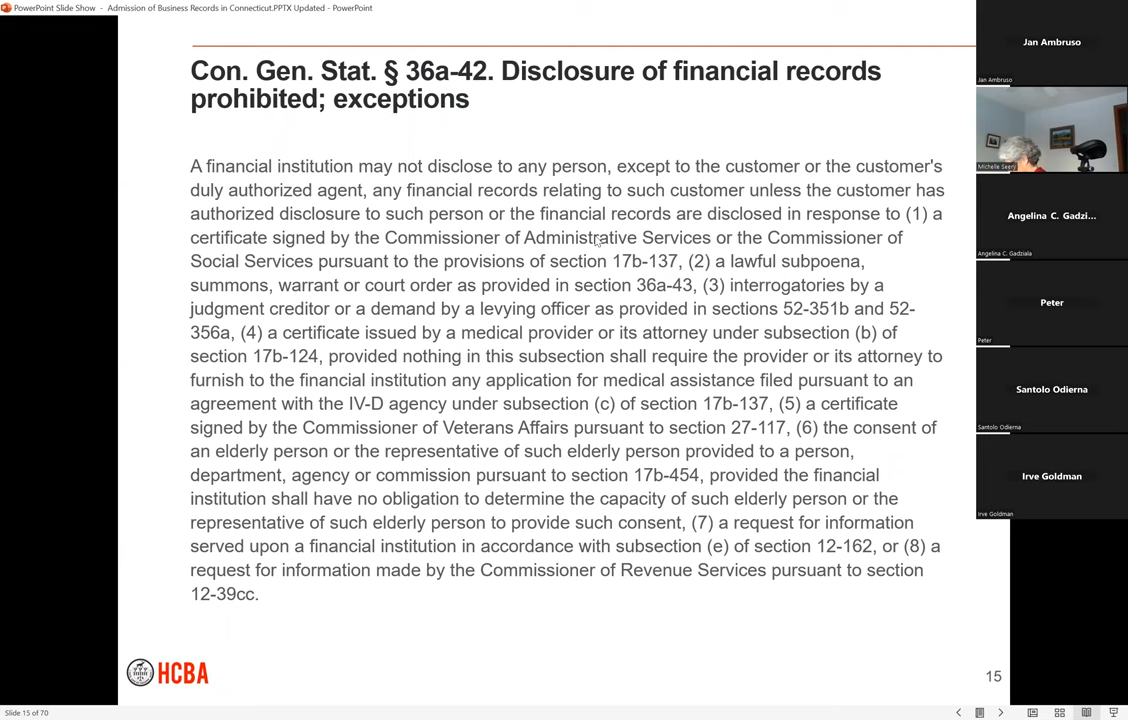 PowerPoint Slide Show - Admission of Business Records in Connecticut.PPTX Updated - PowerPoint
Con. Gen. Stat. § 36a-42. Disclosure of financial records
prohibited; exceptions
A financial institution may not disclose to any person, except to the customer or the customer's
duly authorized agent, any financial records relating to such customer unless the customer has
authorized disclosure to such person or the financial records are disclosed in response to (1) a
certificate signed by the Commissioner of Administrative Services or the Commissioner of
Social Services pursuant to the provisions of section 17b-137, (2) a lawful subpoena,
summons, warrant or court order as provided in section 36a-43, (3) interrogatories by a
judgment creditor or a demand by a levying officer as provided in sections 52-351b and 52-
356a, (4) a certificate issued by a medical provider or its attorney under subsection (b) of
section 17b-124, provided nothing in this subsection shall require the provider or its attorney to
furnish to the financial institution any application for medical assistance filed pursuant to an
agreement with the IV-D agency under subsection (c) of section 17b-137, (5) a certificate
signed by the Commissioner of Veterans Affairs pursuant to section 27-117, (6) the consent of
an elderly person or the representative of such elderly person provided to a person,
department, agency or commission pursuant to section 17b-454, provided the financial
institution shall have no obligation to determine the capacity of such elderly person or the
representative of such elderly person to provide such consent, (7) a request for information
served upon a financial institution in accordance with subsection (e) of section 12-162, or (8) a
request for information made by the Commissioner of Revenue Services pursuant to section
12-39cc.
HCBA
15
Slide 15 of 70
Jan Ambruso
Jan Ambruso
Michelle Seery
Angelina C. Gadzi...
Angelina C. Gadziala
Peter
Peter
Santolo Odierna
Santolo Odierna
Irve Goldman
Irve Goldman